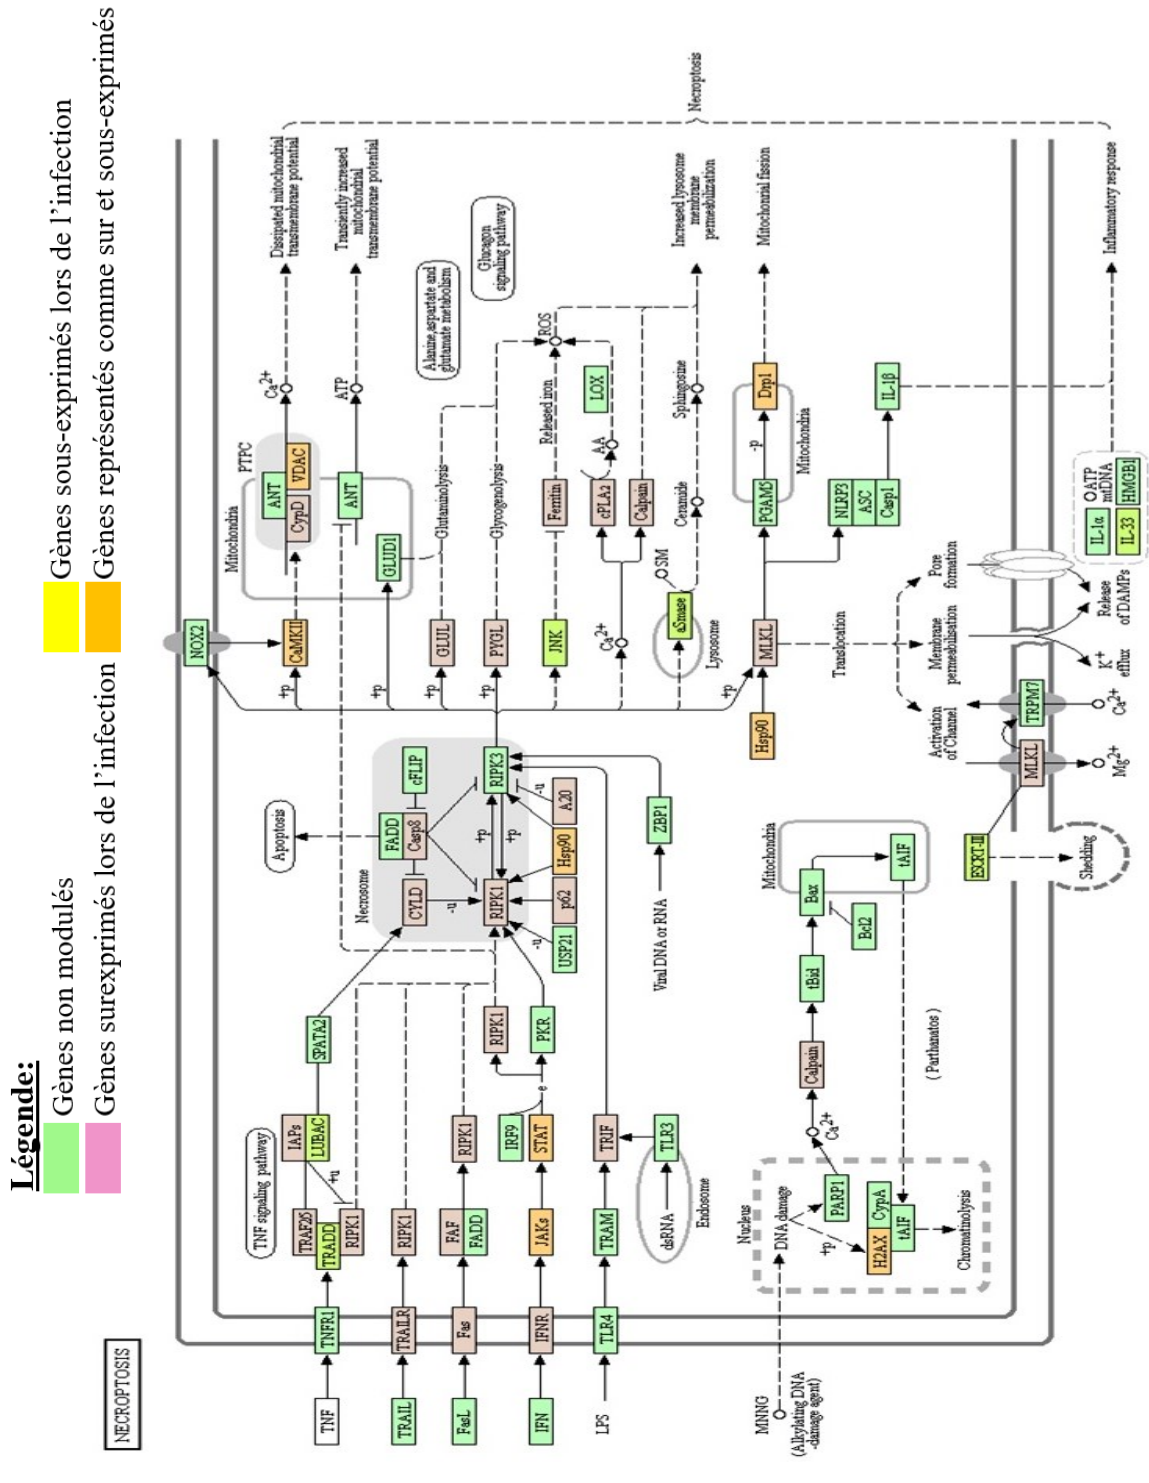 Légende:
Gènes non modulés
Gènes surexprimés lors de l'infection
Gènes sous-exprimés lors de l'infection
Gènes représentés comme sur et sous-exprimés
NECROPTOSIS
TNF
TNFR1
TNF signaling pathway
TRADD
RIPK1
+u
IAPs
LUBAC
SPATA2
TRAIL
TRAILR
RIPK1
FasL
Fas
FAF
FADD
RIPK1
IFN
IFNR
JAKs
STAT
IRF9
e
RIPK1
PKR
LPS
TLR4
TRAM
TRIF
dsRNA
TLR3
Endosome
Viral DNA or RNA
ZBP1
Necrosome
Apoptosis
FADD
Casp8
cFLIP
CYLD
-u
RIPK1
+p
+p
RIPK3
USP21
-u
p62
Hsp90
A20
-u
NOX2
Mitochondria
PTPC
CaMKII
+p
CypD
ANT
VDAC
Ca2+
Dissipated mitochondrial
transmembrane potential
ANT
ATP
Transiently increased
mitochondrial
transmembrane potential
+p
GLUD1
Glutaminolysis
Alanine,aspartate and
glutamate metabolism
+p
GLUL
+p
PYGL
Glycogenolysis
Glucagon
signaling pathway
JNK
Ferritin
Released iron
ROS
Ca2+
cPLA2
AA
LOX
Calpain
SM
aSmase
Lysosome
Ceramide
Sphingosine
Increased lysosome
membrane
permeabilization
Hsp90
+p
MLKL
PGAM5
-p
Drp1
Mitochondria
Mitochondrial fission
NLRP3
ASC
Casp1
IL-1β
Necroptosis
Translocation
Activation
of Channel
Membrane
permeabilisation
Pore
formation
MLKL
TRPM7
Mg2+
Ca2+
K+
efflux
Release
of DAMPs
IL-1α
ATP
mtDNA
IL-33
HMGB1
Inflammatory response
ESCRT-III
Shedding
MNNG
(Alkylating DNA
-damage agent)
Nucleus
DNA damage
+p
H2AX
PARP1
CypA
tAIF
Chromatinolysis
Ca2+
Calpain
tBid
Bax
Bcl2
Mitochondria
tAIF
( Parthanatos )